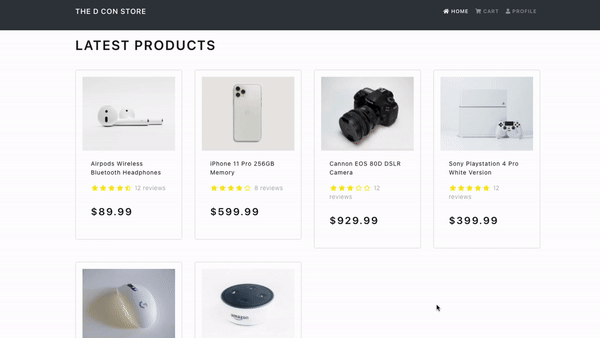 THE D CON STORE
HOME
CART
PROFILE
LATEST PRODUCTS
Airpods Wireless
Bluetooth Headphones
12 reviews
$89.99
iPhone 11 Pro 256GB
Memory
8 reviews
$599.99
Cannon EOS 80D DSLR
Camera
12
reviews
$929.99
Sony Playstation 4 Pro
White Version
12
reviews
$399.99
amazon